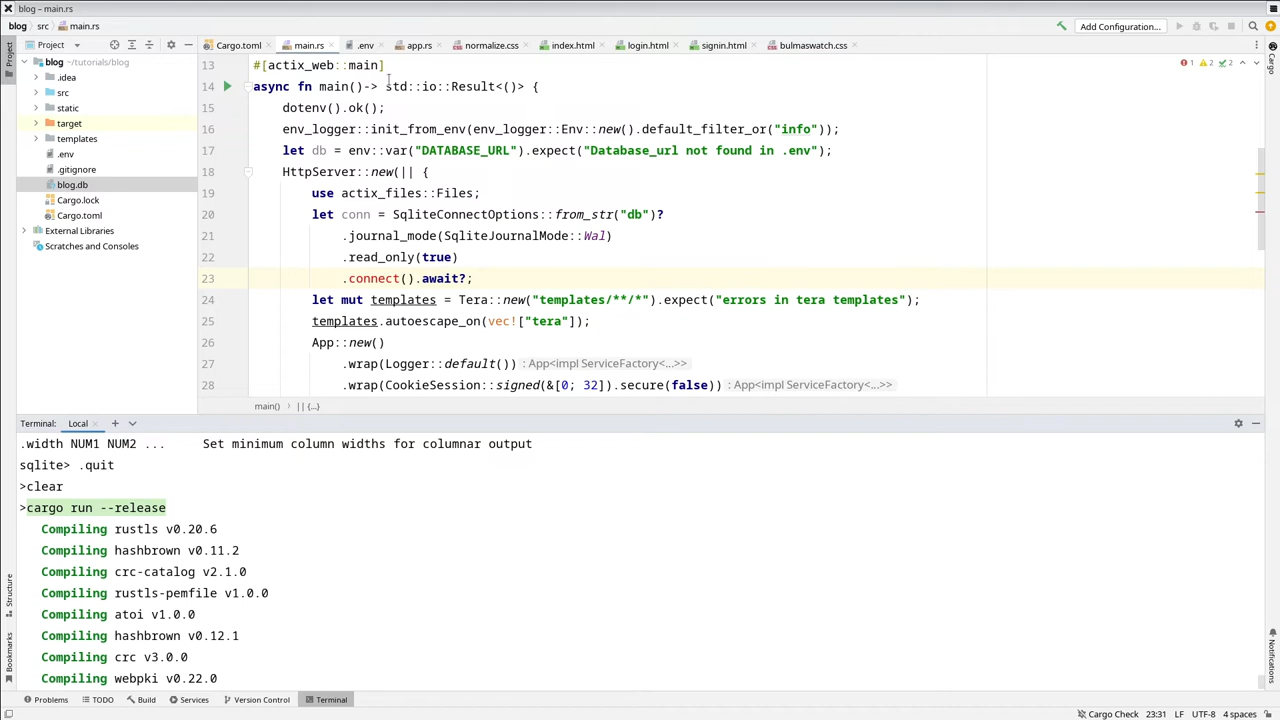 blog – main.rs
blog src main.rs Add Configuration...
Project
Cargo.toml main.rs .env app.rs normalize.css index.html login.html signin.html bulmaswatch.css
blog ~/tutorials/blog
.idea
src
static
target
templates
.env
.gitignore
blog.db
Cargo.lock
Cargo.toml
External Libraries
Scratches and Consoles
1 2 2
13 #[actix_web::main]
14 async fn main()-> std::io::Result<()> {
15 dotenv().ok();
16 env_logger::init_from_env(env_logger::Env::new().default_filter_or("info"));
17 let db = env::var("DATABASE_URL").expect("Database_url not found in .env");
18 HttpServer::new(|| {
19 use actix_files::Files;
20 let conn = SqliteConnectOptions::from_str("db")?
21 .journal_mode(SqliteJournalMode::Wal)
22 .read_only(true)
23 .connect().await?;
24 let mut templates = Tera::new("templates/**/*").expect("errors in tera templates");
25 templates.autoescape_on(vec!["tera"]);
26 App::new()
27 .wrap(Logger::default()) : App<impl ServiceFactory<...>>
28 .wrap(CookieSession::signed(&[0; 32]).secure(false)) : App<impl ServiceFactory<...>>
main() || {...}
Project
Structure
Bookmarks
Cargo
Notifications
Terminal: Local
.width NUM1 NUM2 ... Set minimum column widths for columnar output
sqlite> .quit
>clear
>cargo run --release
Compiling rustls v0.20.6
Compiling hashbrown v0.11.2
Compiling crc-catalog v2.1.0
Compiling rustls-pemfile v1.0.0
Compiling atoi v1.0.0
Compiling hashbrown v0.12.1
Compiling crc v3.0.0
Compiling webpki v0.22.0
Problems TODO Build Services Version Control Terminal
Cargo Check 23:31 LF UTF-8 4 spaces